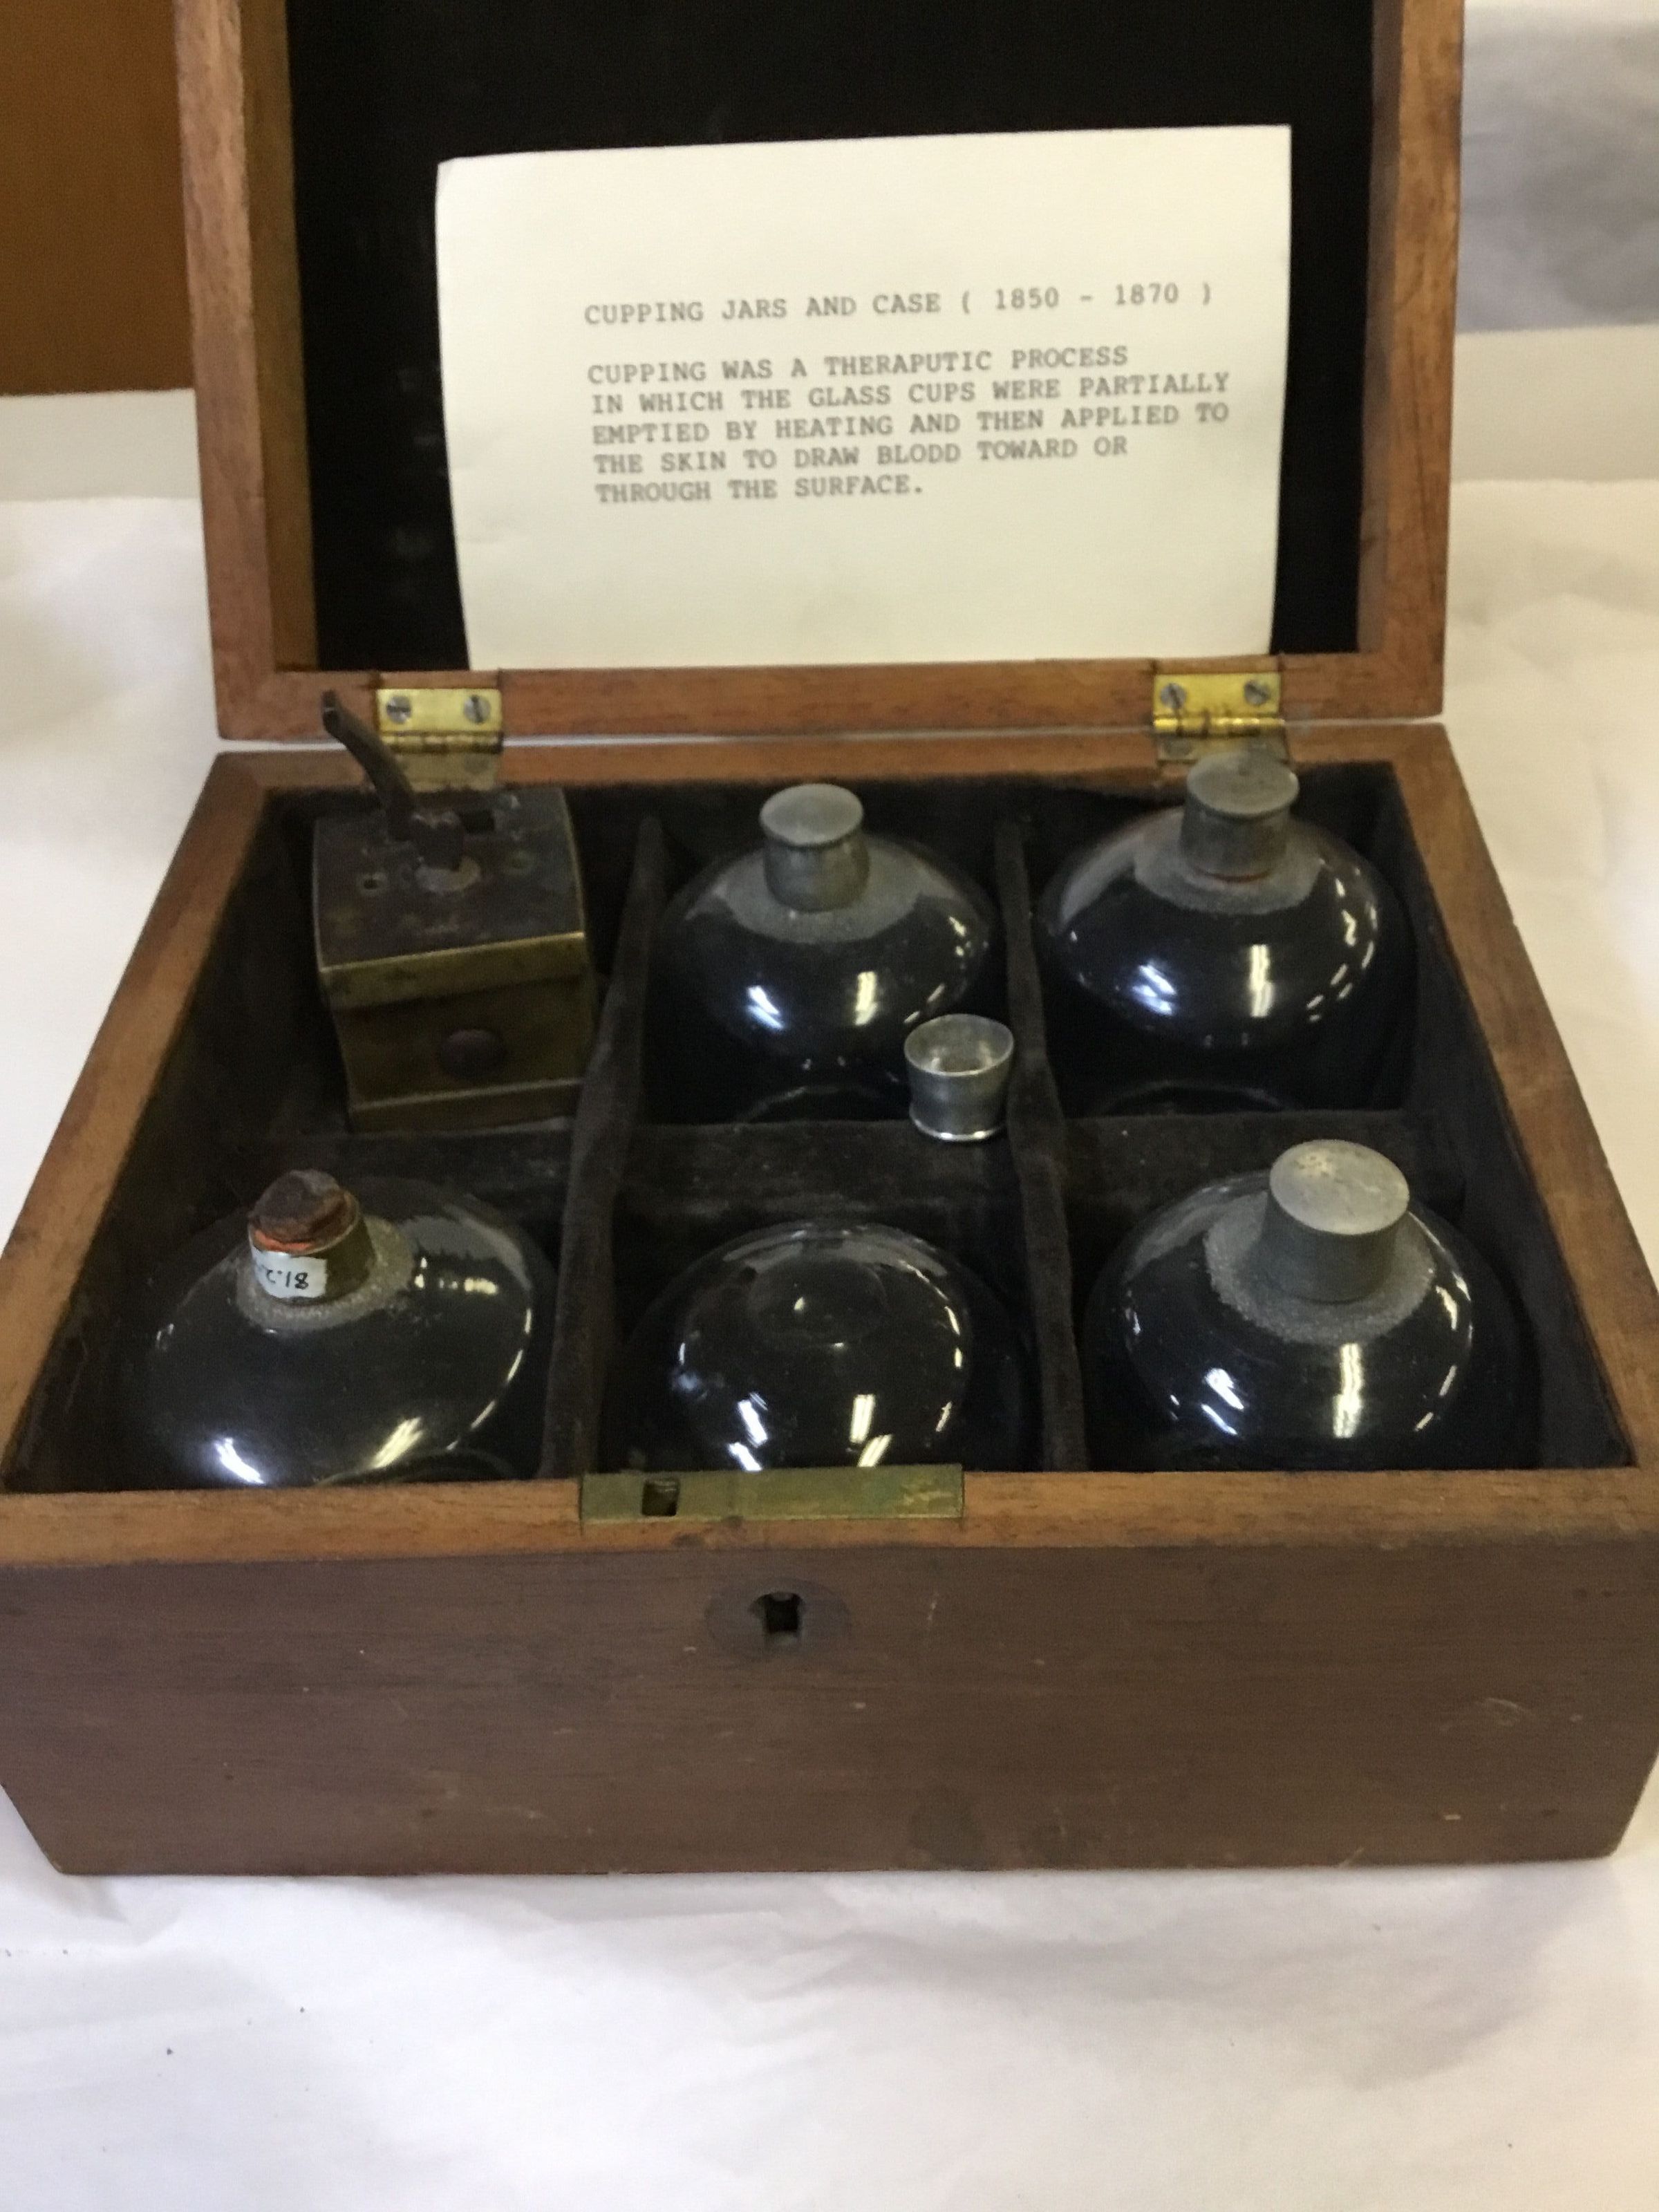 CUPPING JARS AND CASE ( 1850 - 1870 )
CUPPING WAS A THERAPUTIC PROCESS
IN WHICH THE GLASS CUPS WERE PARTIALLY
EMPTIED BY HEATING AND THEN APPLIED TO
THE SKIN TO DRAW BLODD TOWARD OR
THROUGH THE SURFACE.